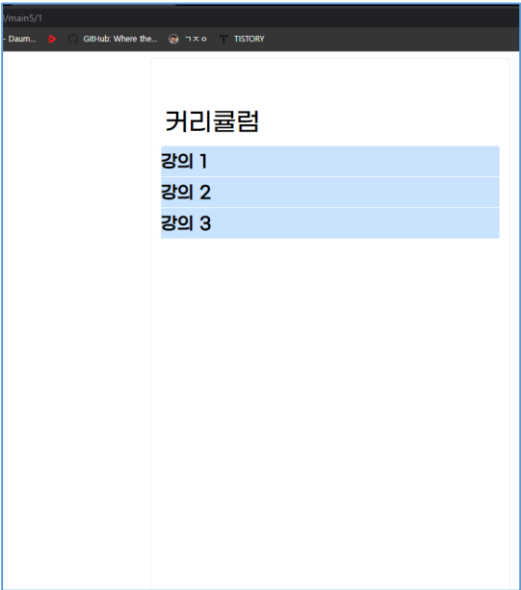 )/main5/1
- Daum...
GitHub: Where the...
ㄱㅈㅇ
TISTORY
커리큘럼
강의 1
강의 2
강의 3